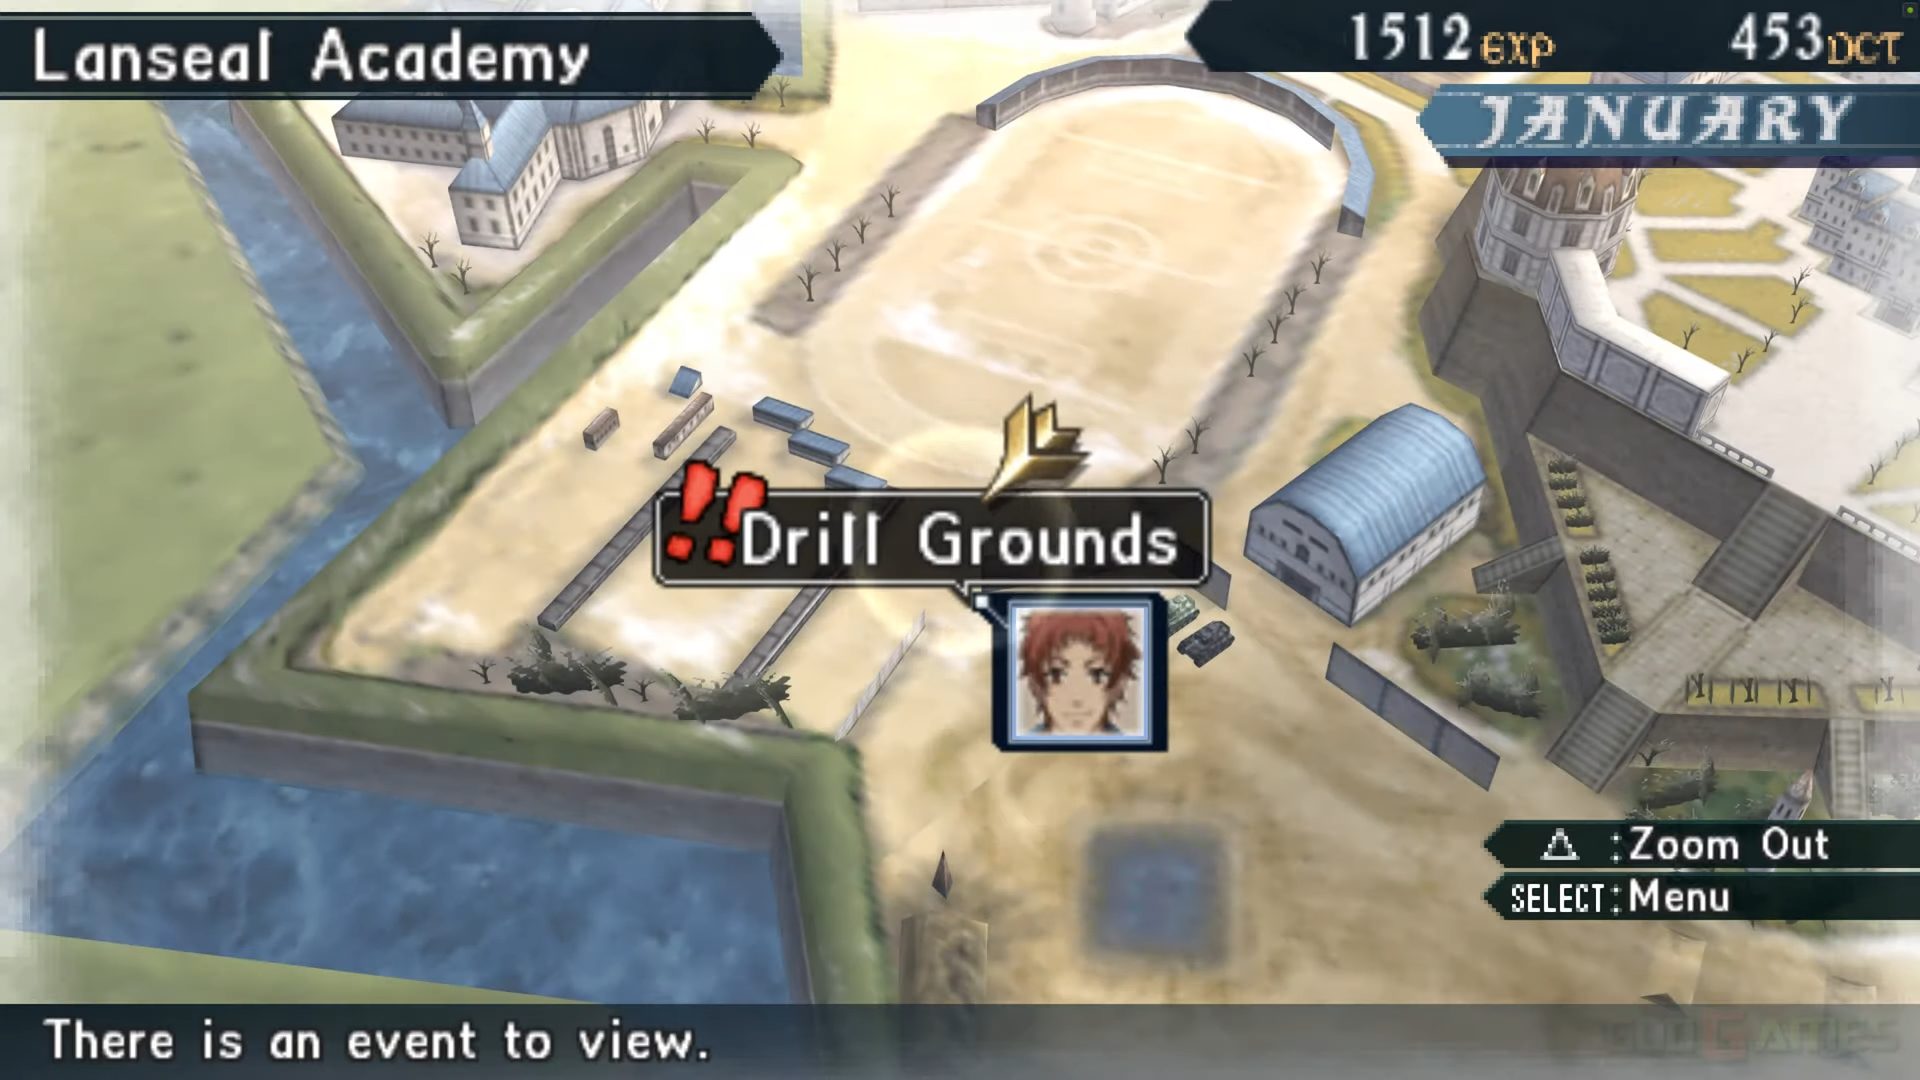 Lanseal Academy
1512 EXP 453 DCT
JANUARY
!! Drill Grounds
△ :Zoom Out
SELECT:Menu
There is an event to view.